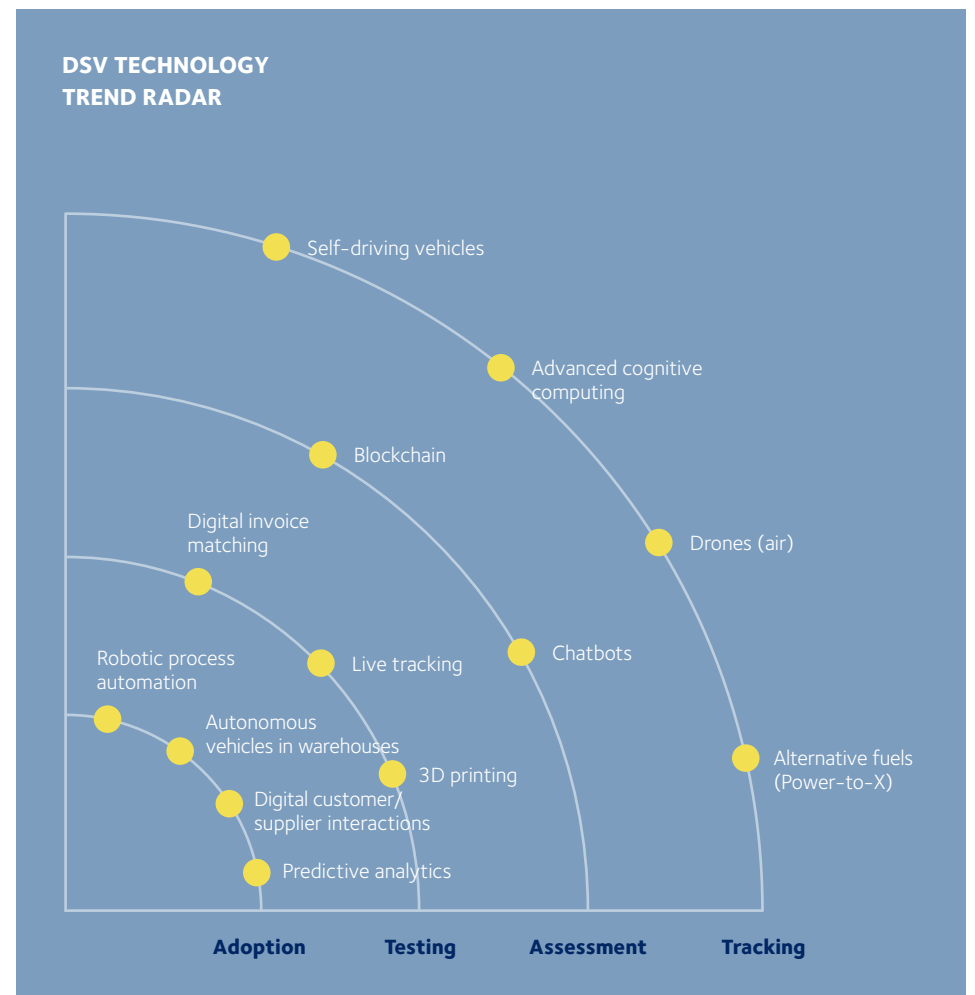 DSV TECHNOLOGY
TREND RADAR
Self-driving vehicles
Advanced cognitive
computing
Blockchain
Digital invoice
matching
Drones (air)
Chatbots
Live tracking
Robotic process
automation
Autonomous
vehicles in warehouses
3D printing
Alternative fuels
(Power-to-X)
Digital customer/
supplier interactions
Predictive analytics
Adoption
Testing
Assessment
Tracking